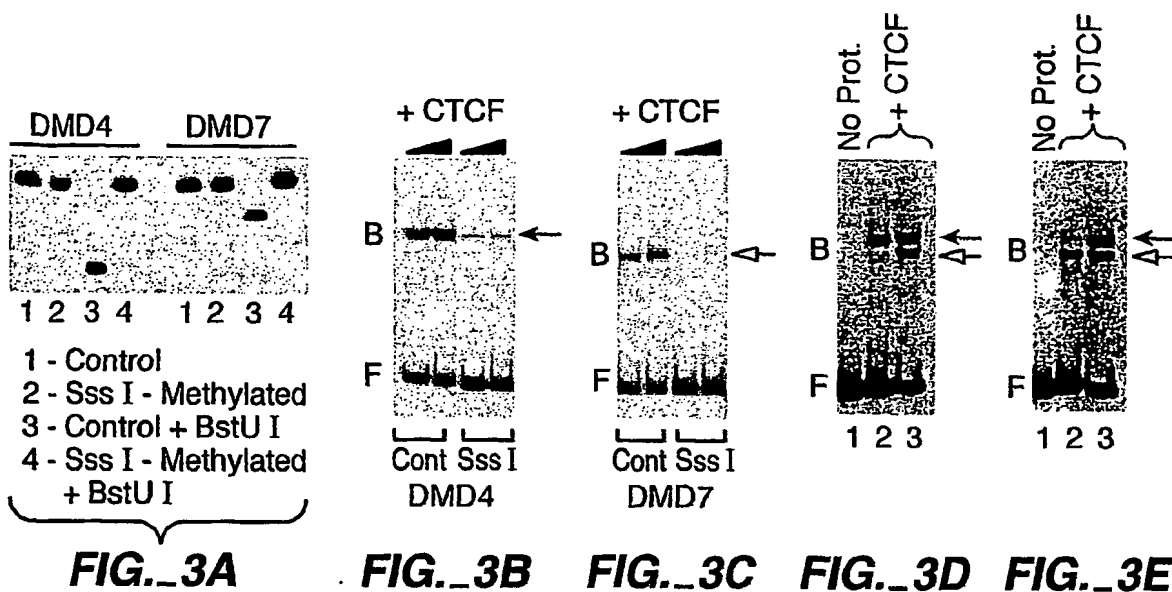 DMD4 DMD7
1 2 3 4 1 2 3 4
1 - Control
2 - Sss I - Methylated
3 - Control + BstU I
4 - Sss I - Methylated
+ BstU I
FIG._3A
+ CTCF
B
F
Cont Sss I
DMD4
FIG._3B
+ CTCF
B
F
Cont Sss I
DMD7
FIG._3C
No Prot.
+ CTCF
B
F
1 2 3
FIG._3D
No Prot.
+ CTCF
B
F
1 2 3
FIG._3E